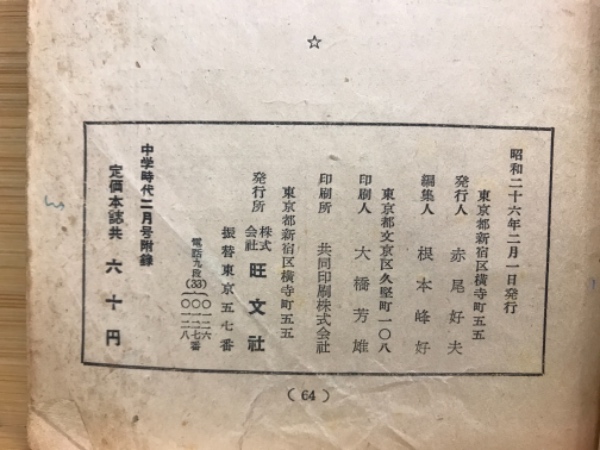 ☆
昭和二十六年二月一日発行
東京都新宿区横寺町五五
発行人 赤尾好夫
編集人 根本峰好
東京都文京区久堅町一〇八
印刷人 大橋芳雄
印刷所 共同印刷株式会社
東京都新宿区横寺町五五
発行所 株式会社 旺文社
振替東京五七番
電話九段(33)〇一二六 〇一二七番 〇一二八
中学時代二月号附録
定価本誌共 六十円
(64)